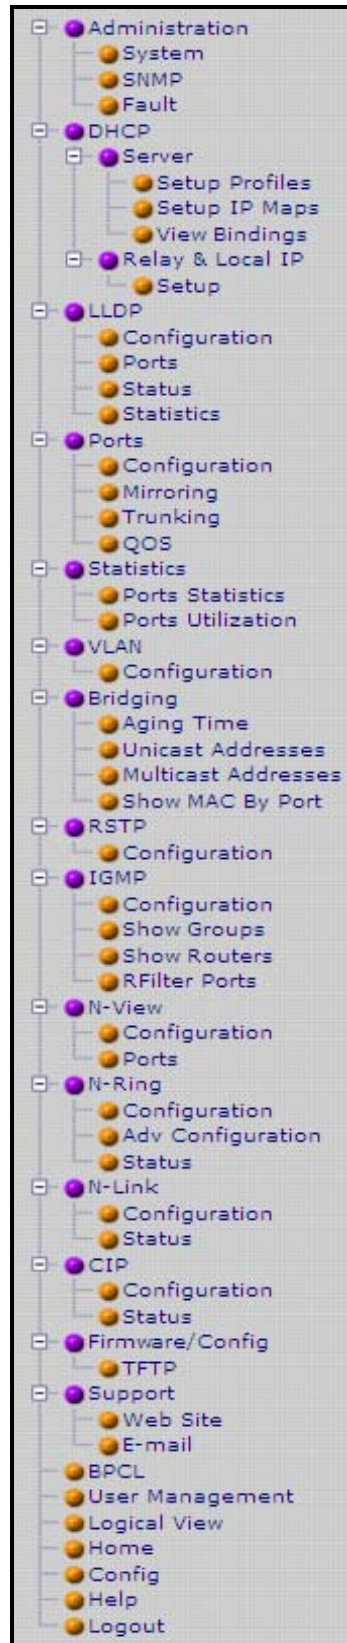 Administration
System
SNMP
Fault
DHCP
Server
Setup Profiles
Setup IP Maps
View Bindings
Relay & Local IP
Setup
LLDP
Configuration
Ports
Status
Statistics
Ports
Configuration
Mirroring
Trunking
QOS
Statistics
Ports Statistics
Ports Utilization
VLAN
Configuration
Bridging
Aging Time
Unicast Addresses
Multicast Addresses
Show MAC By Port
RSTP
Configuration
IGMP
Configuration
Show Groups
Show Routers
RFilter Ports
N-View
Configuration
Ports
N-Ring
Configuration
Adv Configuration
Status
N-Link
Configuration
Status
CIP
Configuration
Status
Firmware/Config
TFTP
Support
Web Site
E-mail
BPCL
User Management
Logical View
Home
Config
Help
Logout